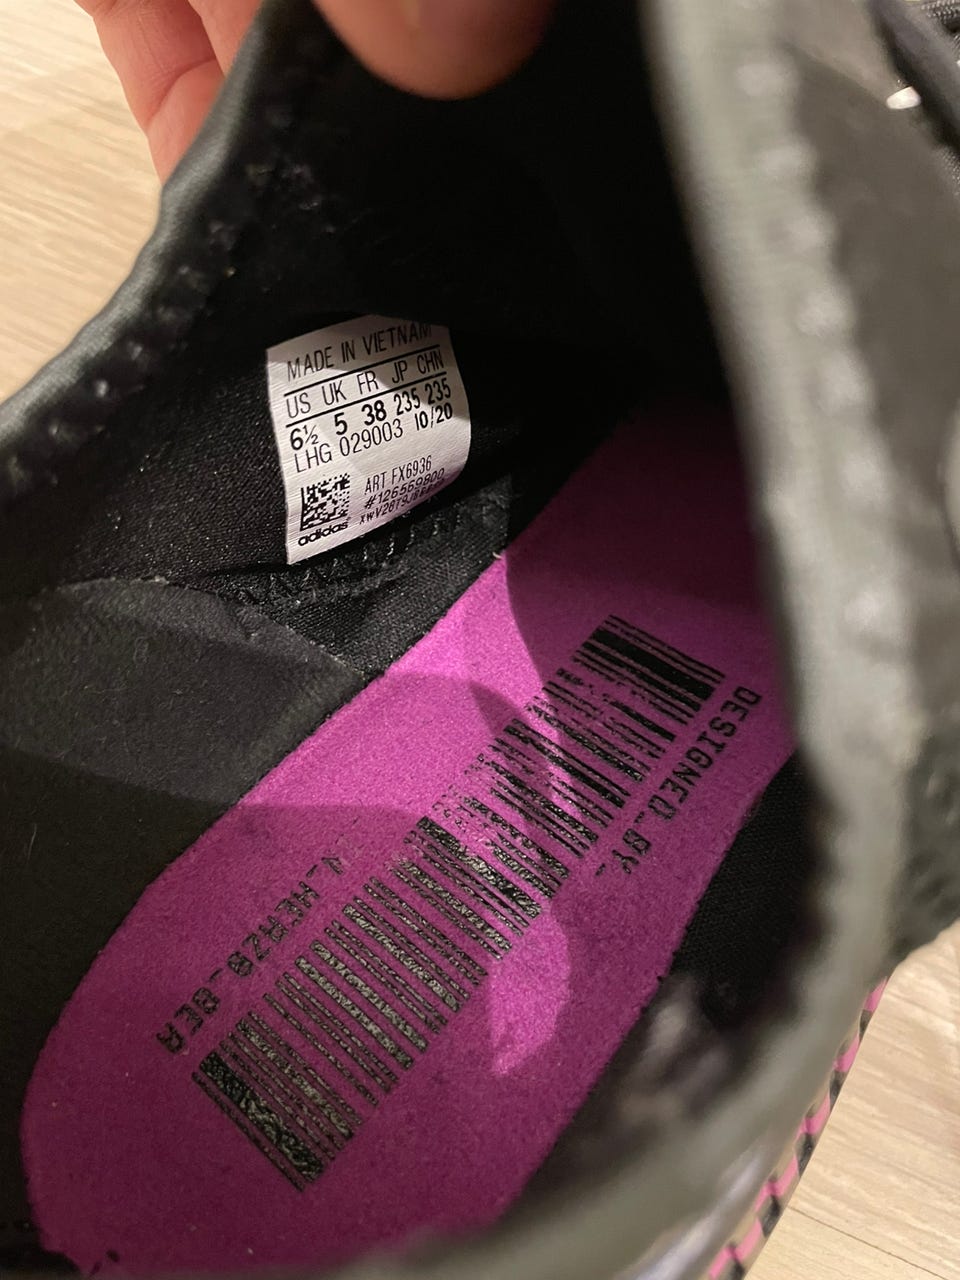 MADE IN VIETNAM
US UK FR JP CHN
6½ 5 38 235 235
LHG 029003 10/20
ART FX6936
#126569800
adidas
DESIGNED_BY_